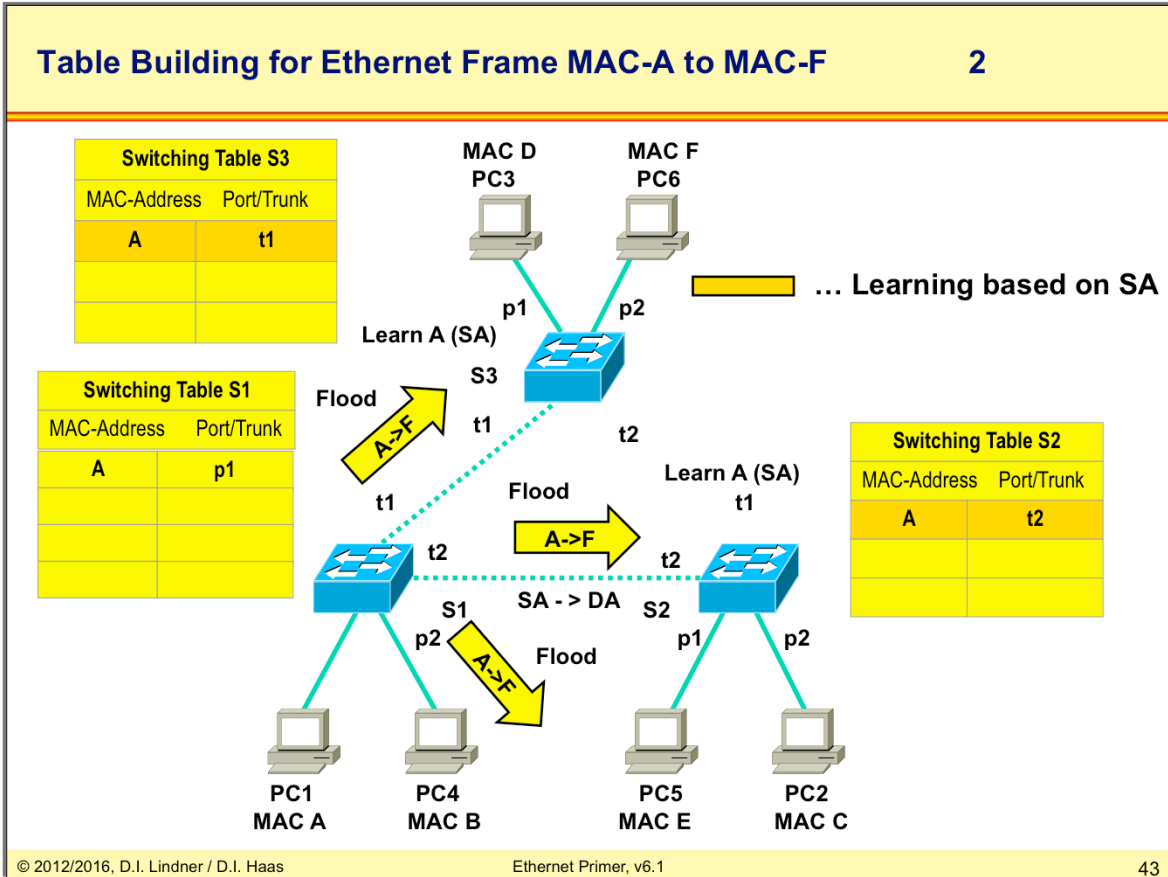 Table Building for Ethernet Frame MAC-A to MAC-F 2
Switching Table S3
MAC-Address Port/Trunk
A t1
MAC D
PC3
MAC F
PC6
… Learning based on SA
p1
p2
Learn A (SA)
S3
t1
t2
Switching Table S1
MAC-Address Port/Trunk
A p1
Flood
A->F
t1
Flood
A->F
Learn A (SA)
t1
Switching Table S2
MAC-Address Port/Trunk
A t2
t2
t2
SA - > DA
S1
S2
p2
A->F
Flood
p1
p2
PC1
MAC A
PC4
MAC B
PC5
MAC E
PC2
MAC C
© 2012/2016, D.I. Lindner / D.I. Haas
Ethernet Primer, v6.1
43